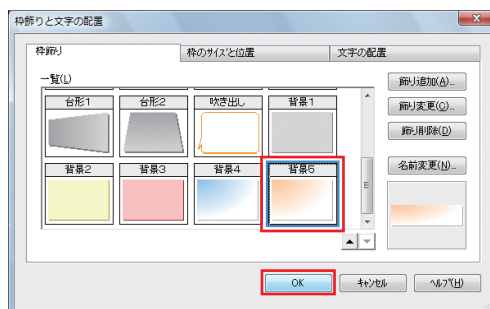 枠飾りと文字の配置
枠飾り 枠のサイズと位置 文字の配置
一覧(L)
飾り追加(A)...
台形1 台形2 吹き出し 背景1
飾り変更(C)...
飾り削除(D)
背景2 背景3 背景4 背景5
名前変更(N)...
OK キャンセル ヘルプ(H)